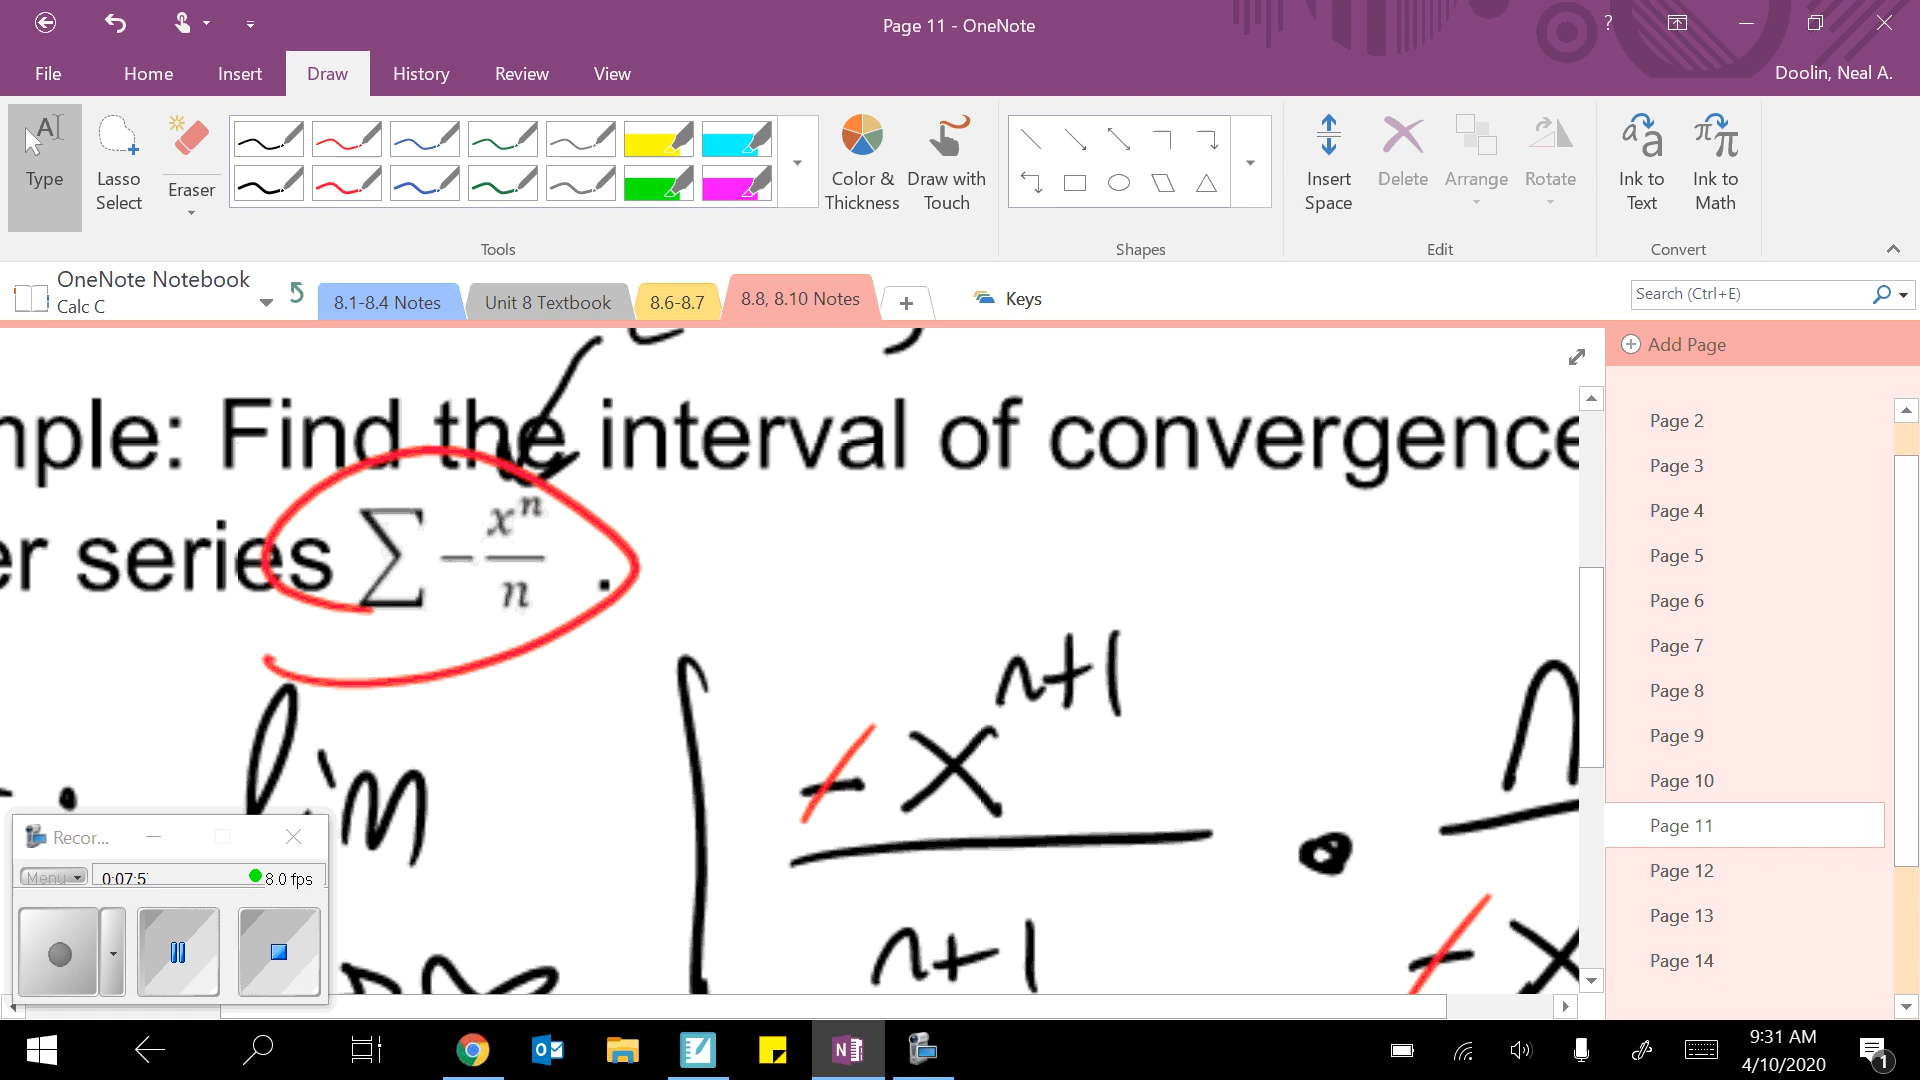 Page 11 - OneNote
?
File Home Insert Draw History Review View
Doolin, Neal A.
Type
Lasso Select
Eraser
Color & Thickness
Draw with Touch
Insert Space
Delete
Arrange
Rotate
Ink to Text
Ink to Math
Tools
Shapes
Edit
Convert
OneNote Notebook
Calc C
8.1-8.4 Notes
Unit 8 Textbook
8.6-8.7
8.8, 8.10 Notes
+
Keys
Search (Ctrl+E)
Add Page
Page 2
Page 3
Page 4
Page 5
Page 6
Page 7
Page 8
Page 9
Page 10
Page 11
Page 12
Page 13
Page 14
mple: Find the interval of convergence
er series ∑ -xⁿ/n .
lim
- x^(n+1)
n+1
n
- x
Recor...
Menu
0:07:5
8.0 fps
9:31 AM
4/10/2020
1